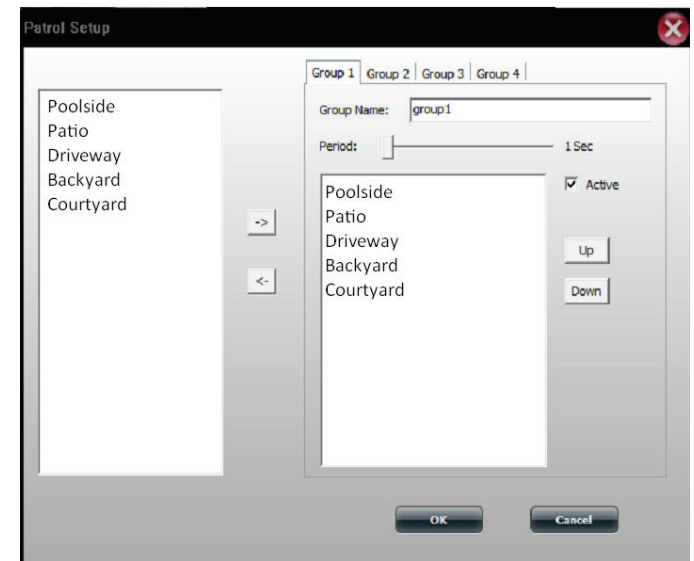 Patrol Setup
Poolside
Patio
Driveway
Backyard
Courtyard
->
<-
Group 1 Group 2 Group 3 Group 4
Group Name: group1
Period: 1 Sec
Poolside
Patio
Driveway
Backyard
Courtyard
Active
Up
Down
OK Cancel